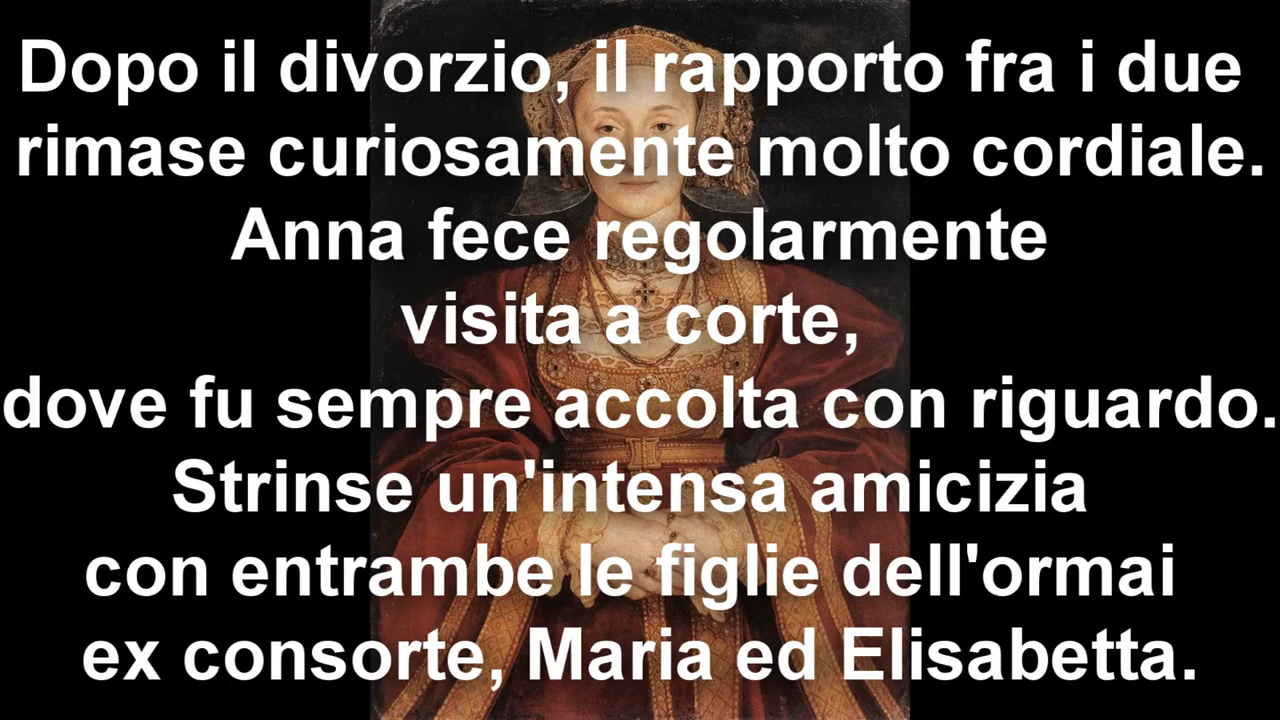 Dopo il divorzio, il rapporto fra i due
rimase curiosamente molto cordiale.
Anna fece regolarmente
visita a corte,
dove fu sempre accolta con riguardo.
Strinse un'intensa amicizia
con entrambe le figlie dell'ormai
ex consorte, Maria ed Elisabetta.